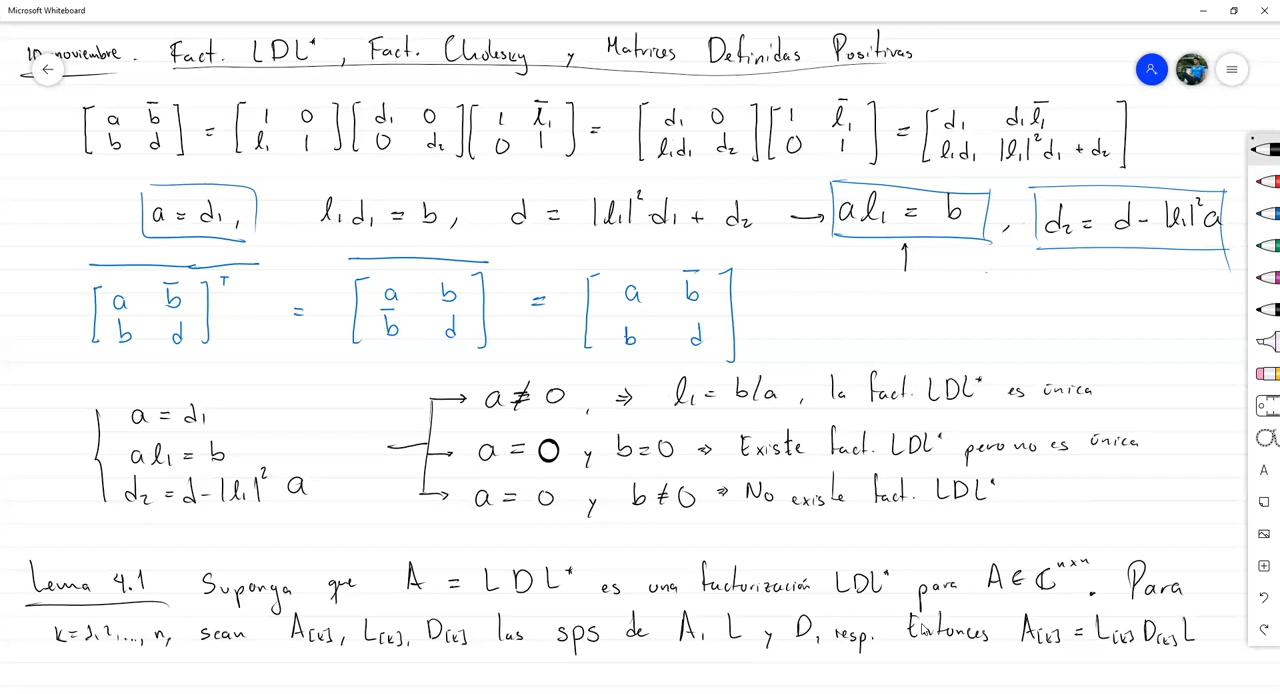 Microsoft Whiteboard
noviembre. Fact. LDL*, Fact. Cholesky y Matrices Definidas Positivas
[a b̄; b d] = [1 0; l₁ 1][d₁ 0; 0 d₂][1 l̄₁; 0 1] = [d₁ 0; l₁d₁ d₂][1 l̄₁; 0 1] = [d₁ d₁l̄₁; l₁d₁ |l₁|²d₁ + d₂]
a = d₁, l₁d₁ = b, d = |l₁|²d₁ + d₂ → al₁ = b, d₂ = d - |l₁|²a
[a b̄; b d]ᵀ = [a b; b̄ d] = [a b̄; b d]
a = d₁
al₁ = b
d₂ = d - |l₁|² a
a ≠ 0, ⇒ l₁ = b/a, la fact. LDL* es única
a = 0 y b = 0 ⇒ Existe fact. LDL* pero no es única
a = 0 y b ≠ 0 ⇒ No existe fact. LDL*
Lema 4.1 Suponga que A = LDL* es una factorización LDL* para A ∈ ℂⁿˣⁿ. Para
k=1,2,...,n, sean A[k], L[k], D[k] las sps de A, L y D, resp. Entonces A[k] = L[k] D[k] L
A